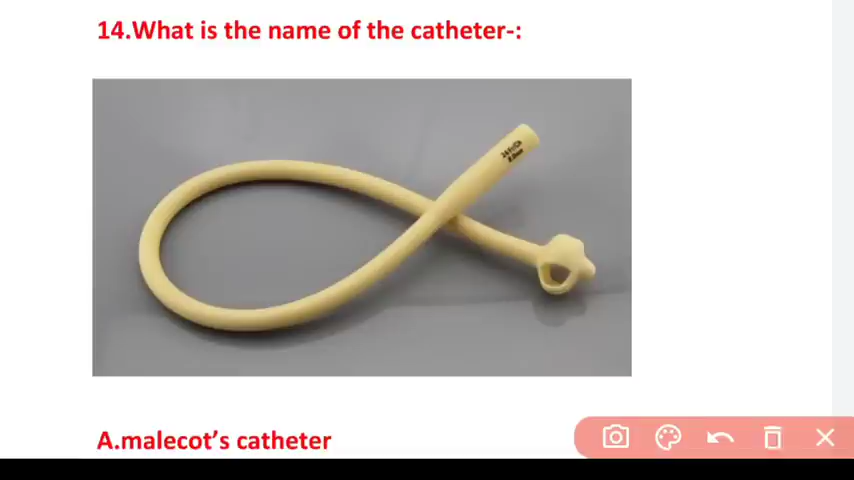 14.What is the name of the catheter-:
A.malecot’s catheter